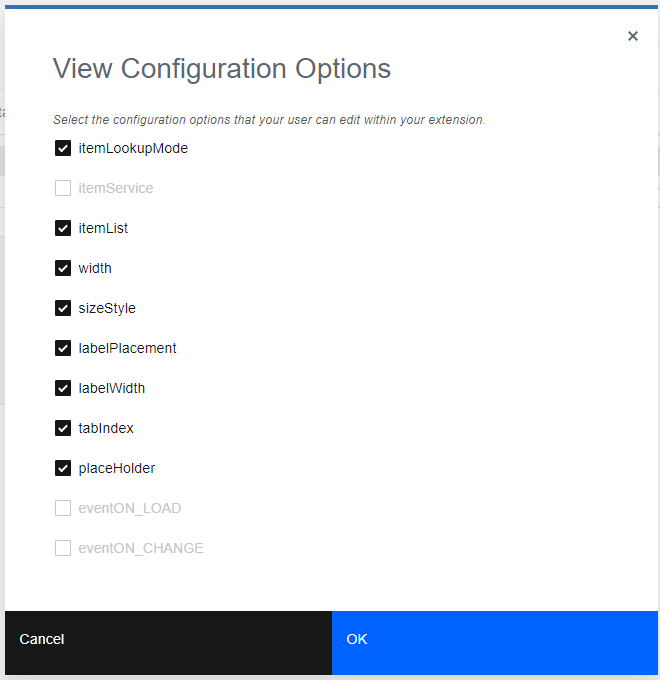 View Configuration Options
Select the configuration options that your user can edit within your extension.
itemLookupMode
itemService
itemList
width
sizeStyle
labelPlacement
labelWidth
tabIndex
placeHolder
eventON_LOAD
eventON_CHANGE
Cancel
OK